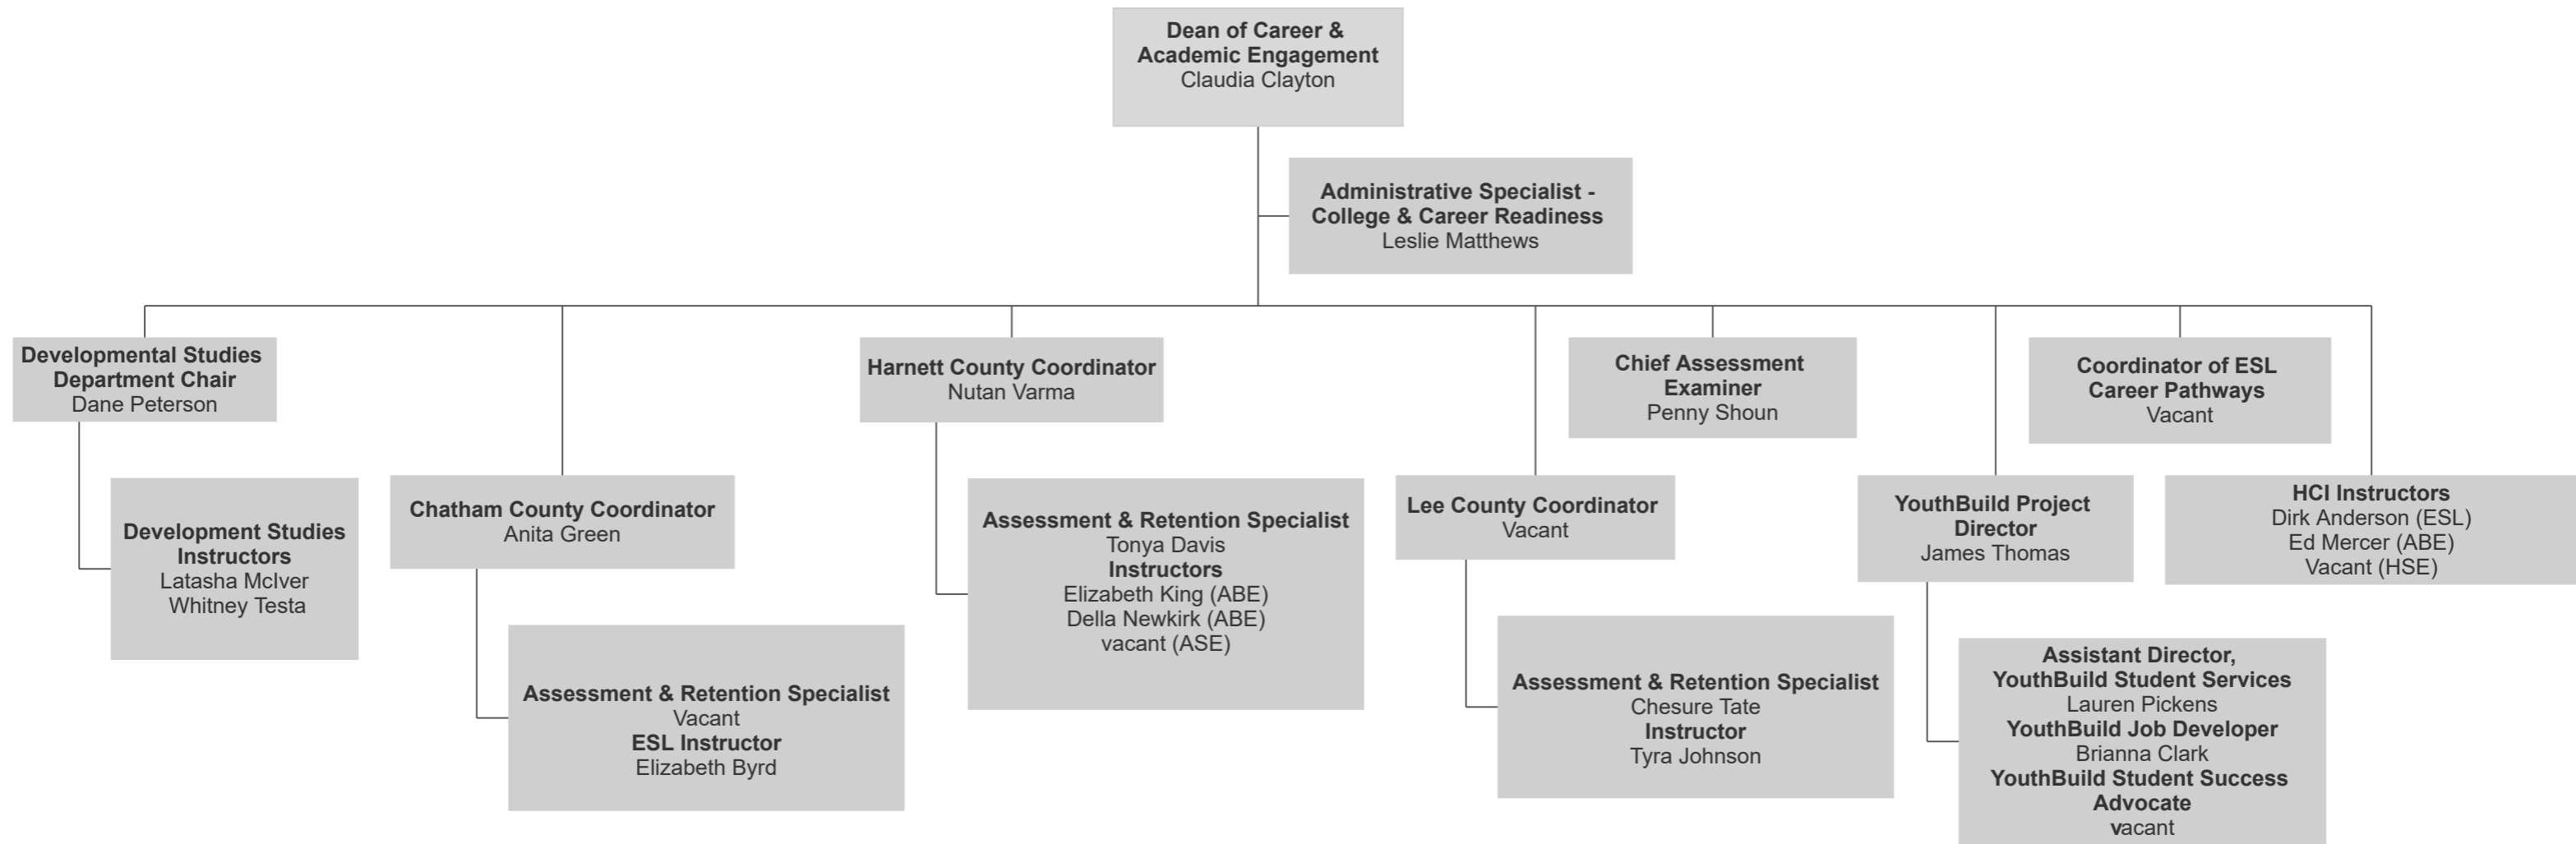 Dean of Career &
Academic Engagement
Claudia Clayton
Administrative Specialist -
College & Career Readiness
Leslie Matthews
Developmental Studies
Department Chair
Dane Peterson
Development Studies
Instructors
Latasha McIver
Whitney Testa
Chatham County Coordinator
Anita Green
Assessment & Retention Specialist
Vacant
ESL Instructor
Elizabeth Byrd
Harnett County Coordinator
Nutan Varma
Assessment & Retention Specialist
Tonya Davis
Instructors
Elizabeth King (ABE)
Della Newkirk (ABE)
vacant (ASE)
Lee County Coordinator
Vacant
Assessment & Retention Specialist
Chesure Tate
Instructor
Tyra Johnson
Chief Assessment
Examiner
Penny Shoun
YouthBuild Project
Director
James Thomas
Assistant Director,
YouthBuild Student Services
Lauren Pickens
YouthBuild Job Developer
Brianna Clark
YouthBuild Student Success
Advocate
vacant
Coordinator of ESL
Career Pathways
Vacant
HCI Instructors
Dirk Anderson (ESL)
Ed Mercer (ABE)
Vacant (HSE)